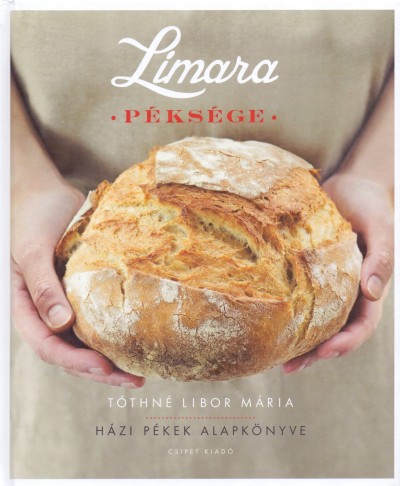 Limara
• PÉKSÉGE •
TÓTHNÉ LIBOR MÁRIA
HÁZI PÉKEK ALAPKÖNYVE
CSIPET KIADÓ